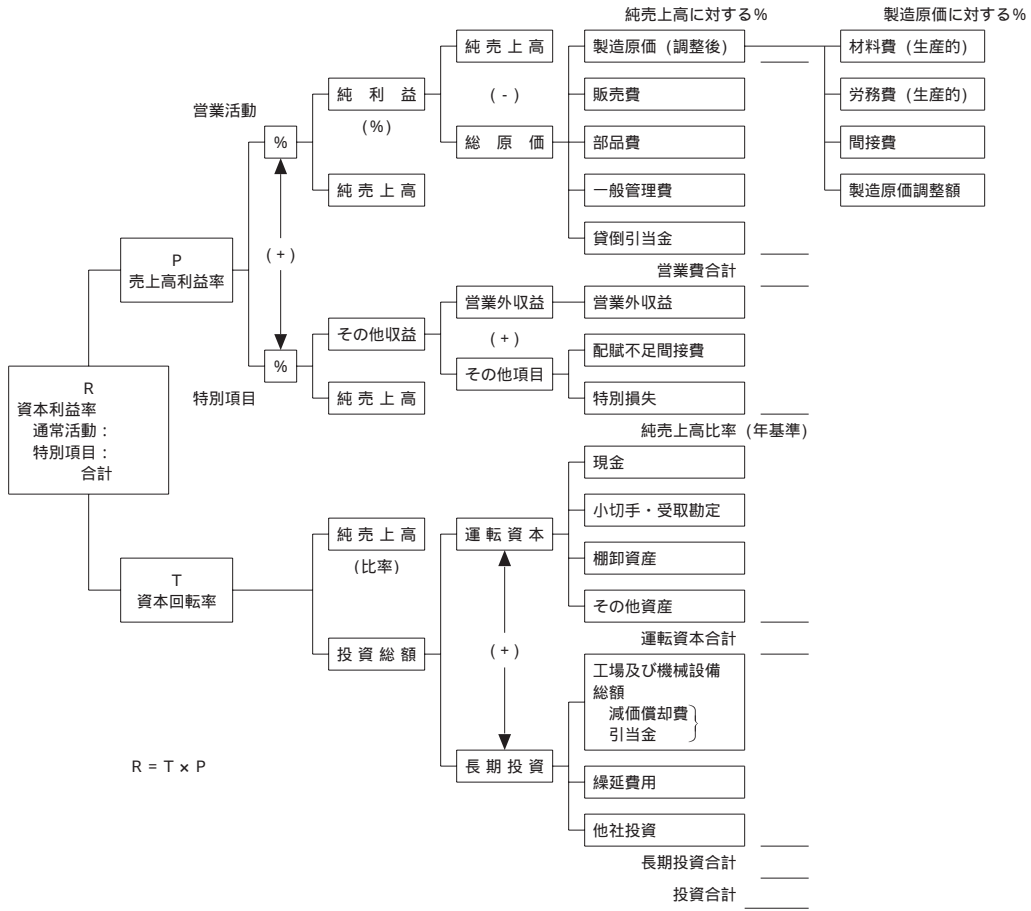 純売上高に対する%
製造原価に対する%
純売上高
製造原価 (調整後)
材料費 (生産的)
営業活動
純利益
(%)
(-)
販売費
労務費 (生産的)
%
総原価
部品費
間接費
純売上高
一般管理費
製造原価調整額
P
売上高利益率
(+)
貸倒引当金
営業費合計
その他収益
営業外収益
営業外収益
(+)
配賦不足間接費
%
その他項目
特別項目
純売上高
特別損失
R
資本利益率
通常活動:
特別項目:
合計
純売上高比率 (年基準)
現金
小切手・受取勘定
純売上高
(比率)
運転資本
棚卸資産
T
資本回転率
その他資産
運転資本合計
投資総額
(+)
工場及び機械設備
総額
減価償却費
引当金
R = T × P
長期投資
繰延費用
他社投資
長期投資合計
投資合計